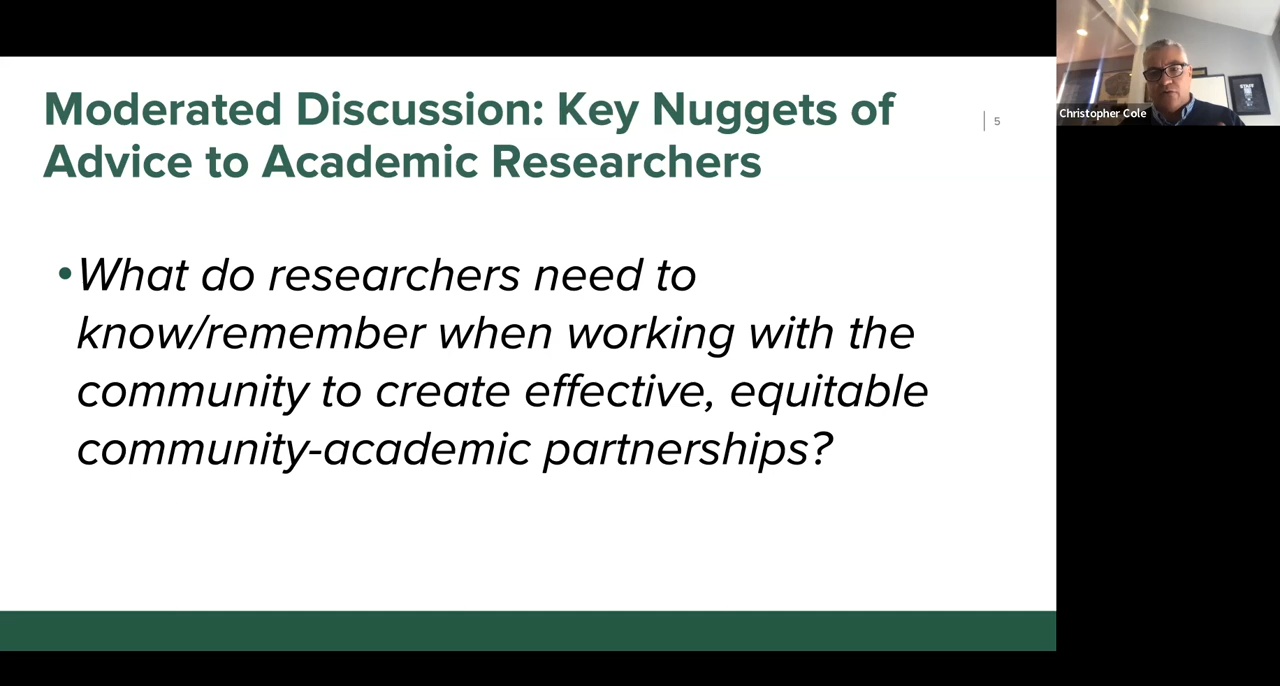 Moderated Discussion: Key Nuggets of
Advice to Academic Researchers
5
•What do researchers need to
know/remember when working with the
community to create effective, equitable
community-academic partnerships?
Christopher Cole